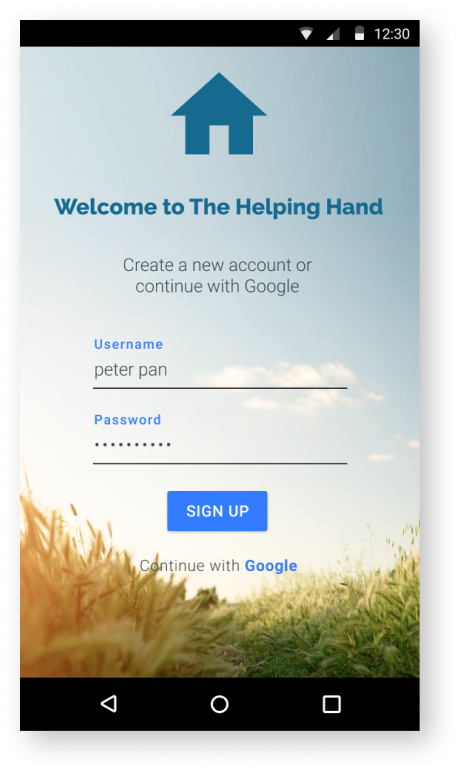 12:30
Welcome to The Helping Hand
Create a new account or
continue with Google
Username
peter pan
Password
••••••••••
SIGN UP
Continue with Google